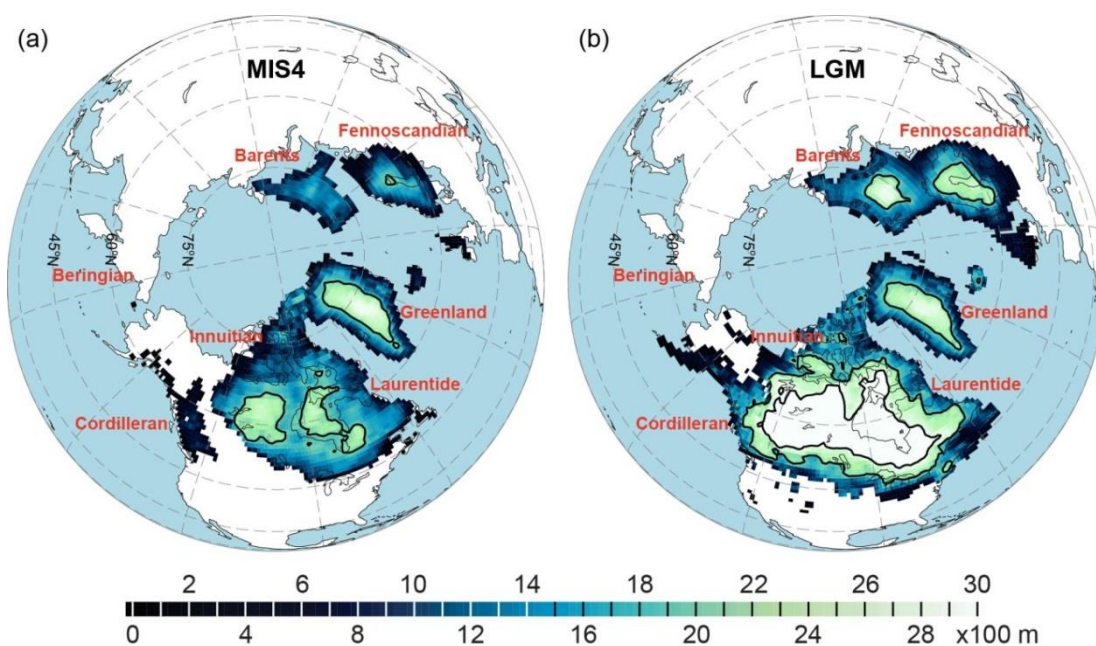 (a)
MIS4
Fennoscandian
Barents
45°N
60°N
75°N
Beringian
Innuitian
Greenland
Laurentide
Cordilleran
(b)
LGM
Fennoscandian
Barents
45°N
60°N
75°N
Beringian
Innuitian
Greenland
Laurentide
Cordilleran
2 6 10 14 18 22 26 30
0 4 8 12 16 20 24 28 x100 m